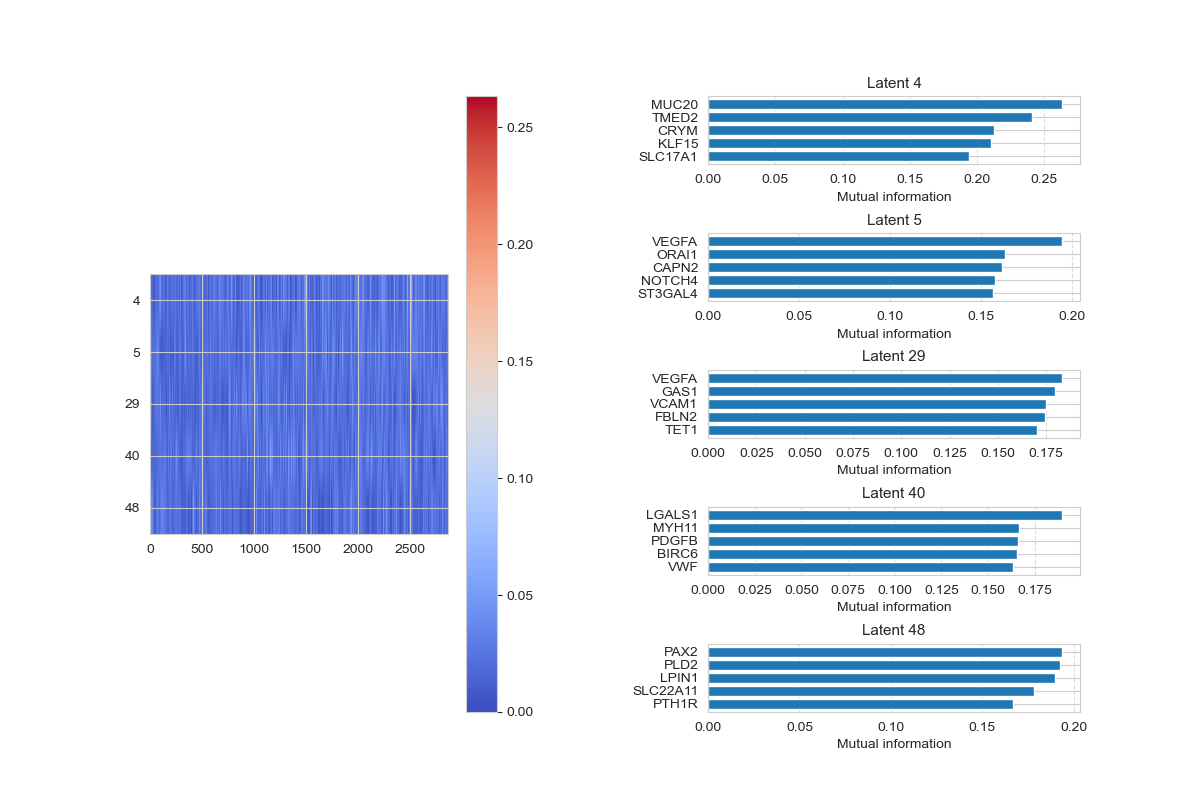 4
5
29
40
48
0 500 1000 1500 2000 2500
0.25
0.20
0.15
0.10
0.05
0.00
Latent 4
MUC20
TMED2
CRYM
KLF15
SLC17A1
0.00 0.05 0.10 0.15 0.20 0.25
Mutual information
Latent 5
VEGFA
ORAI1
CAPN2
NOTCH4
ST3GAL4
0.00 0.05 0.10 0.15 0.20
Mutual information
Latent 29
VEGFA
GAS1
VCAM1
FBLN2
TET1
0.000 0.025 0.050 0.075 0.100 0.125 0.150 0.175
Mutual information
Latent 40
LGALS1
MYH11
PDGFB
BIRC6
VWF
0.000 0.025 0.050 0.075 0.100 0.125 0.150 0.175
Mutual information
Latent 48
PAX2
PLD2
LPIN1
SLC22A11
PTH1R
0.00 0.05 0.10 0.15 0.20
Mutual information